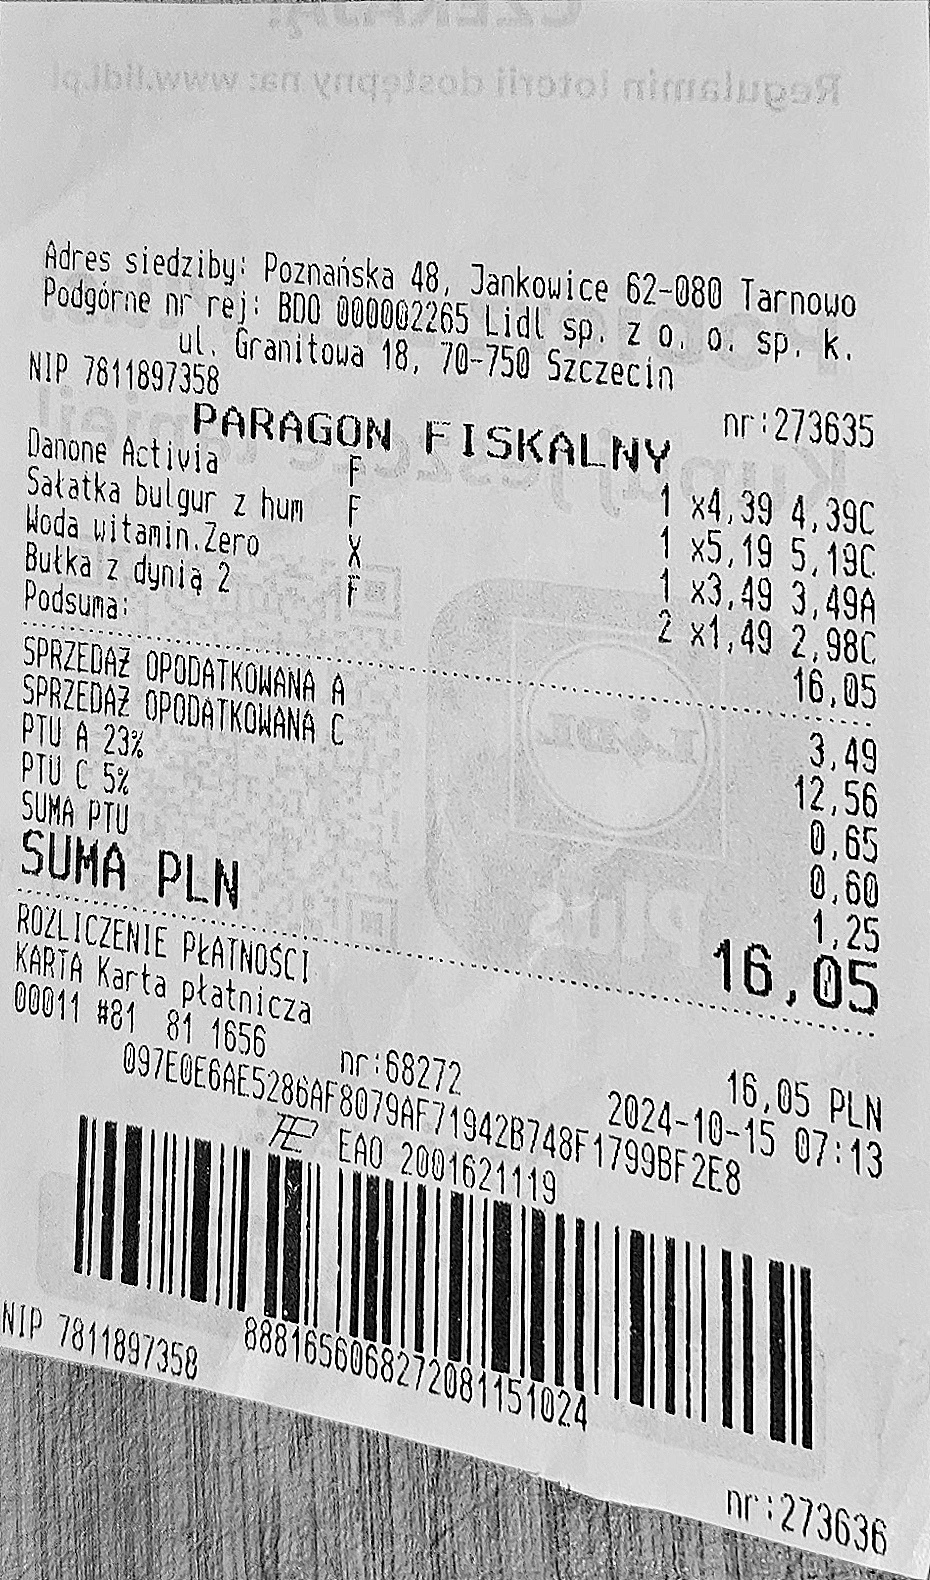 Regulamin loterii dostępny na: www.lidl.pl
Adres siedziby: Poznańska 48, Jankowice 62-080 Tarnowo
Podgórne nr rej: BDO 000002265 Lidl sp. z o. o. sp. k.
ul. Granitowa 18, 70-750 Szczecin
NIP 7811897358 nr:273635
PARAGON FISKALNY
Danone Activia F 1 x4,39 4,39C
Sałatka bulgur z hum F 1 x5,19 5,19C
Woda witamin.Zero X 1 x3,49 3,49A
Bułka z dynią 2 F 2 x1,49 2,98C
Podsuma: 16,05
SPRZEDAŻ OPODATKOWANA A 3,49
SPRZEDAŻ OPODATKOWANA C 12,56
PTU A 23% 0,65
PTU C 5% 0,60
SUMA PTU 1,25
SUMA PLN 16,05
ROZLICZENIE PŁATNOŚCI
KARTA Karta płatnicza 16,05 PLN
00011 #81 81 1656 nr:68272 2024-10-15 07:13
097E0E6AE5286AF8079AF71942B748F1799BF2E8
EAO 2001621119
8881656068272081151024
NIP 7811897358 nr:273636